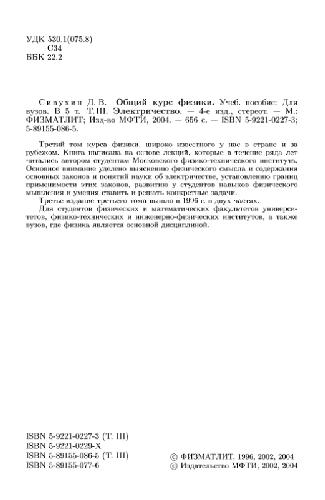 УДК 530.1(075.8)
С34
ББК 22.2
Сивухин Д. В. Общий курс физики. Учеб. пособие: Для
вузов. В 5 т. Т.III. Электричество. — 4-е изд., стереот. — М.:
ФИЗМАТЛИТ; Изд-во МФТИ, 2004. — 656 с. — ISBN 5-9221-0227-3;
5-89155-086-5.
Третий том курса физики, широко известного у нас в стране и за
рубежом. Книга написана на основе лекций, которые в течение ряда лет
читались автором студентам Московского физико-технического института.
Основное внимание уделено выяснению физического смысла и содержания
основных законов и понятий науки об электричестве, установлению границ
применимости этих законов, развитию у студентов навыков физического
мышления и умения ставить и решать конкретные задачи.
Третье издание третьего тома вышло в 1996 г. в двух частях.
Для студентов физических и математических факультетов универси-
тетов, физико-технических и инженерно-физических институтов, а также
вузов, где физика является основной дисциплиной.
ISBN 5-9221-0227-3 (Т. III)
ISBN 5-9221-0229-X
ISBN 5-89155-086-5 (Т. III)
ISBN 5-89155-077-6
© ФИЗМАТЛИТ, 1996, 2002, 2004
© Издательство МФТИ, 2002, 2004